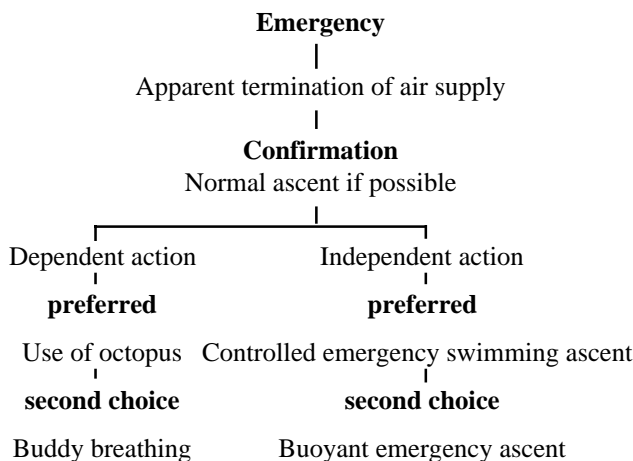 Emergency
Apparent termination of air supply
Confirmation
Normal ascent if possible
Dependent action Independent action
preferred preferred
Use of octopus Controlled emergency swimming ascent
second choice second choice
Buddy breathing Buoyant emergency ascent